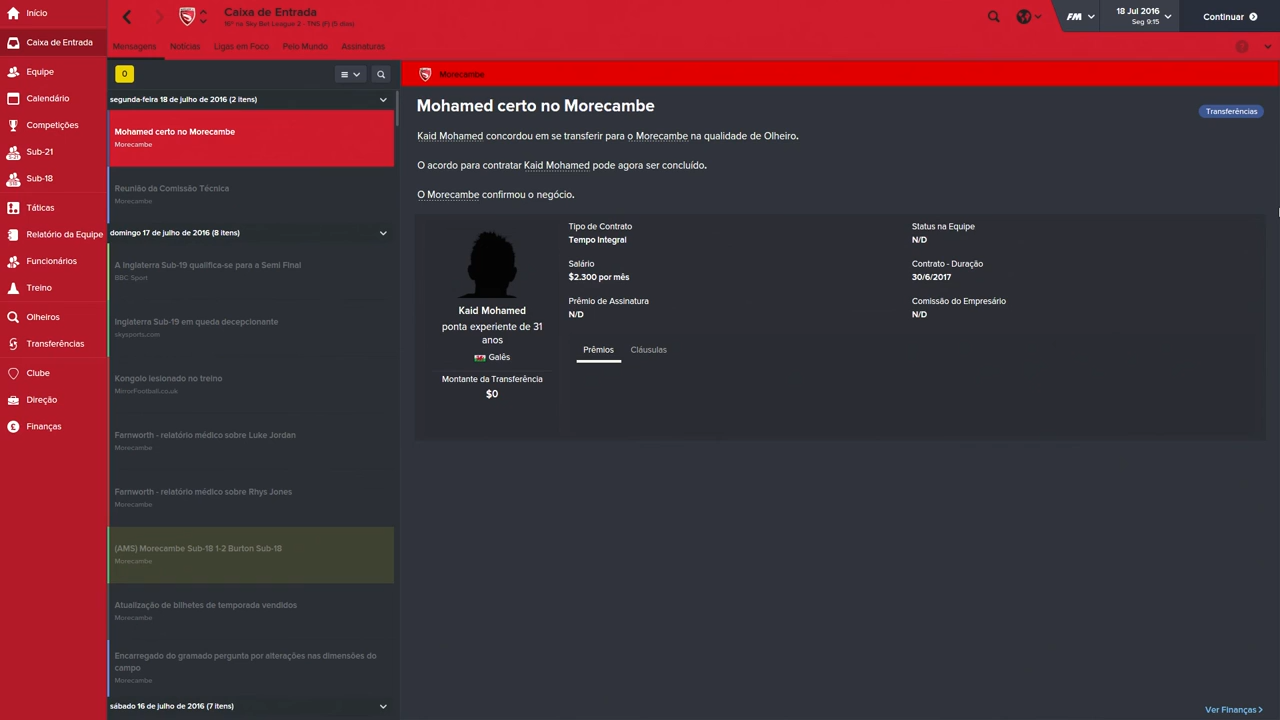 Início
Caixa de Entrada
Equipe
Calendário
Competições
Sub-21
Sub-18
Táticas
Relatório da Equipe
Funcionários
Treino
Olheiros
Transferências
Clube
Direção
Finanças
Caixa de Entrada
15º no Sky Bet League 2 - TNS (F) (5 dias)
FM
18 Jul 2016
Seg 9:15
Continuar
Mensagens
Notícias
Ligas em Foco
Pelo Mundo
Assinaturas
0
segunda-feira 18 de julho de 2016 (2 itens)
Mohamed certo no Morecambe
Morecambe
Reunião da Comissão Técnica
Morecambe
domingo 17 de julho de 2016 (8 itens)
A Inglaterra Sub-19 qualifica-se para a Semi Final
BBC Sport
Inglaterra Sub-19 em queda decepcionante
skysports.com
Kongolo lesionado no treino
MirrorFootball.co.uk
Farnworth - relatório médico sobre Luke Jordan
Morecambe
Farnworth - relatório médico sobre Rhys Jones
Morecambe
(AMS) Morecambe Sub-18 1-2 Burton Sub-18
Morecambe
Atualização de bilhetes de temporada vendidos
Morecambe
Encarregado do gramado pergunta por alterações nas dimensões do
campo
Morecambe
sábado 16 de julho de 2016 (7 itens)
Morecambe
Mohamed certo no Morecambe
Transferências
Kaid Mohamed concordou em se transferir para o Morecambe na qualidade de Olheiro.
O acordo para contratar Kaid Mohamed pode agora ser concluído.
O Morecambe confirmou o negócio.
Kaid Mohamed
ponta experiente de 31
anos
Galês
Montante da Transferência
$0
Tipo de Contrato
Tempo Integral
Salário
$2.300 por mês
Prêmio de Assinatura
N/D
Status na Equipe
N/D
Contrato - Duração
30/6/2017
Comissão do Empresário
N/D
Prêmios
Cláusulas
Ver Finanças